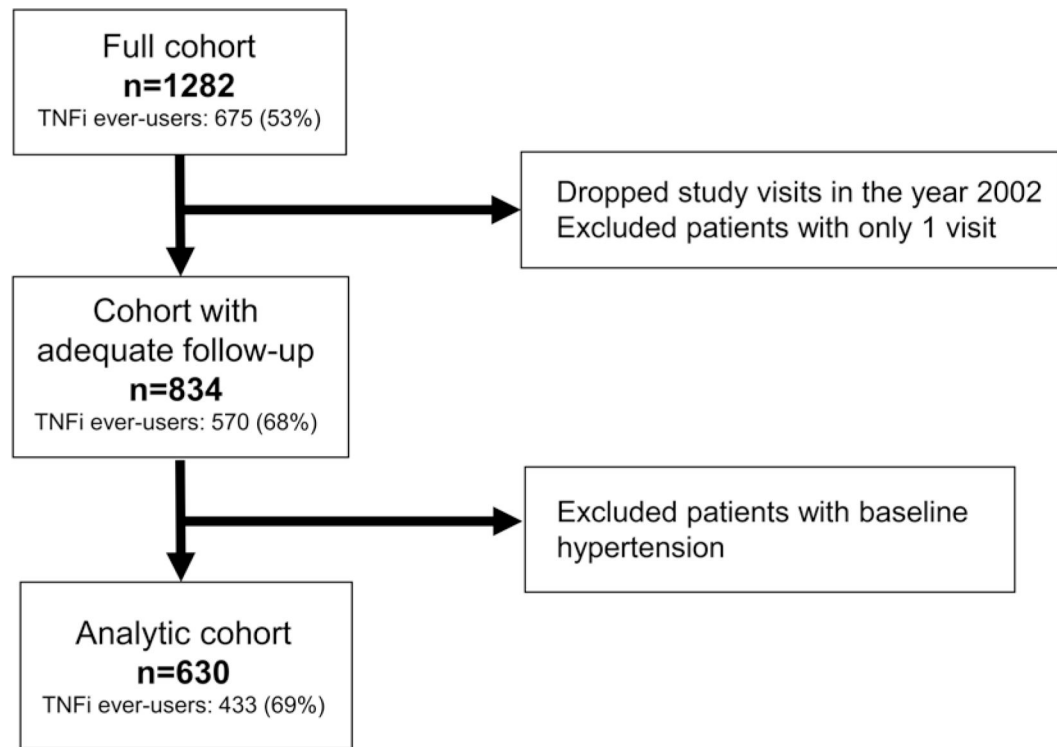 Full cohort
n=1282
TNFi ever-users: 675 (53%)
Dropped study visits in the year 2002
Excluded patients with only 1 visit
Cohort with
adequate follow-up
n=834
TNFi ever-users: 570 (68%)
Excluded patients with baseline
hypertension
Analytic cohort
n=630
TNFi ever-users: 433 (69%)